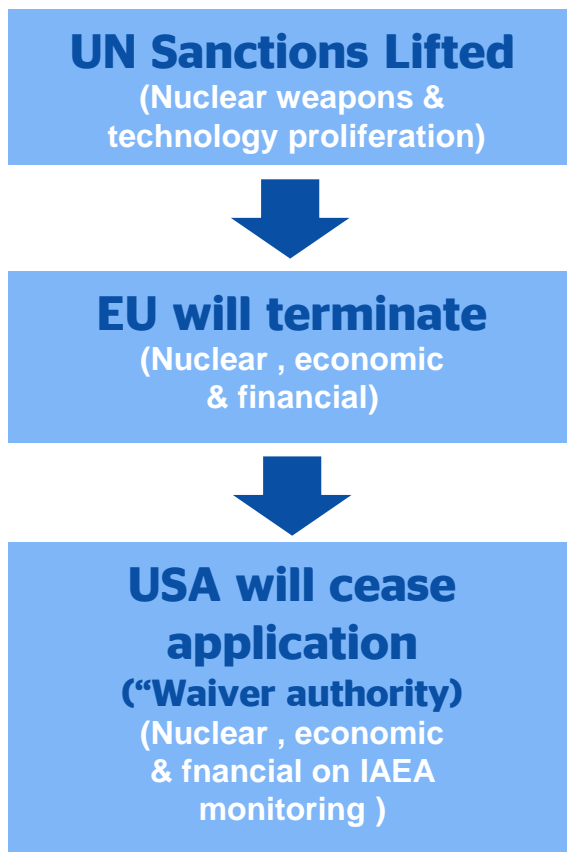 UN Sanctions Lifted
(Nuclear weapons &
technology proliferation)
EU will terminate
(Nuclear , economic
& financial)
USA will cease
application
(“Waiver authority)
(Nuclear , economic
& fnancial on IAEA
monitoring )